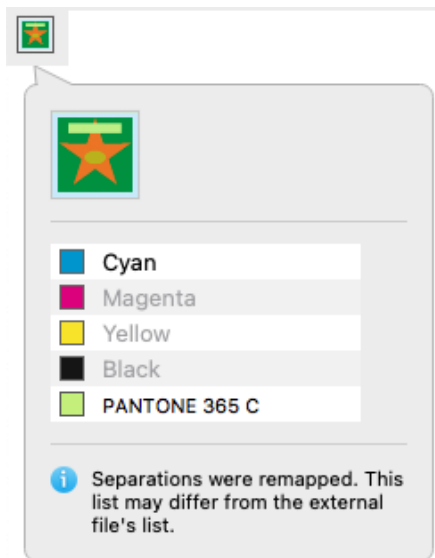 Cyan
Magenta
Yellow
Black
PANTONE 365 C
Separations were remapped. This
list may differ from the external
file's list.